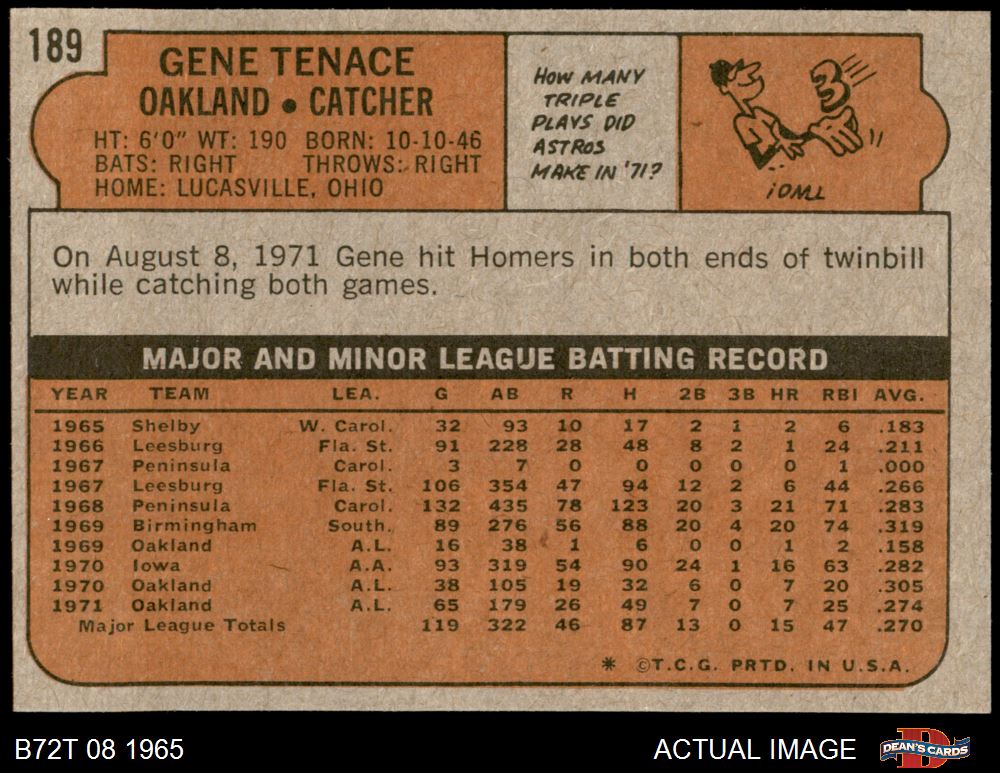 189
GENE TENACE
OAKLAND • CATCHER
HT: 6'0" WT: 190 BORN: 10-10-46
BATS: RIGHT THROWS: RIGHT
HOME: LUCASVILLE, OHIO
HOW MANY
TRIPLE
PLAYS DID
ASTROS
MAKE IN '71?
3
On August 8, 1971 Gene hit Homers in both ends of twinbill
while catching both games.
MAJOR AND MINOR LEAGUE BATTING RECORD
YEAR TEAM LEA. G AB R H 2B 3B HR RBI AVG.
1965 Shelby W. Carol. 32 93 10 17 2 1 2 6 .183
1966 Leesburg Fla. St. 91 228 28 48 8 2 1 24 .211
1967 Peninsula Carol. 3 7 0 0 0 0 0 1 .000
1967 Leesburg Fla. St. 106 354 47 94 12 2 6 44 .266
1968 Peninsula Carol. 132 435 78 123 20 3 21 71 .283
1969 Birmingham South. 89 276 56 88 20 4 20 74 .319
1969 Oakland A.L. 16 38 1 6 0 0 1 2 .158
1970 Iowa A.A. 93 319 54 90 24 1 16 63 .282
1970 Oakland A.L. 38 105 19 32 6 0 7 20 .305
1971 Oakland A.L. 65 179 26 49 7 0 7 25 .274
Major League Totals 119 322 46 87 13 0 15 47 .270
* ©T.C.G. PRTD. IN U.S.A.
B72T 08 1965
ACTUAL IMAGE
DEAN'S CARDS